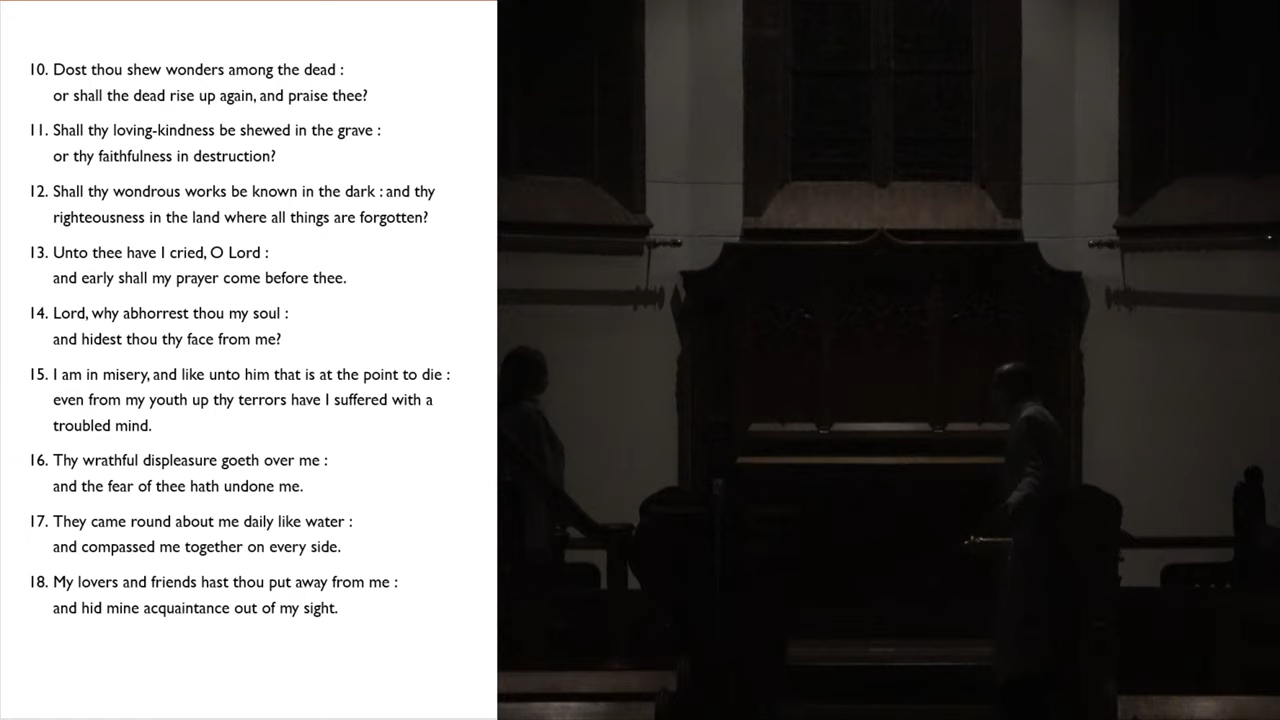 10. Dost thou shew wonders among the dead :
or shall the dead rise up again, and praise thee?
11. Shall thy loving-kindness be shewed in the grave :
or thy faithfulness in destruction?
12. Shall thy wondrous works be known in the dark : and thy
righteousness in the land where all things are forgotten?
13. Unto thee have I cried, O Lord :
and early shall my prayer come before thee.
14. Lord, why abhorrest thou my soul :
and hidest thou thy face from me?
15. I am in misery, and like unto him that is at the point to die :
even from my youth up thy terrors have I suffered with a
troubled mind.
16. Thy wrathful displeasure goeth over me :
and the fear of thee hath undone me.
17. They came round about me daily like water :
and compassed me together on every side.
18. My lovers and friends hast thou put away from me :
and hid mine acquaintance out of my sight.